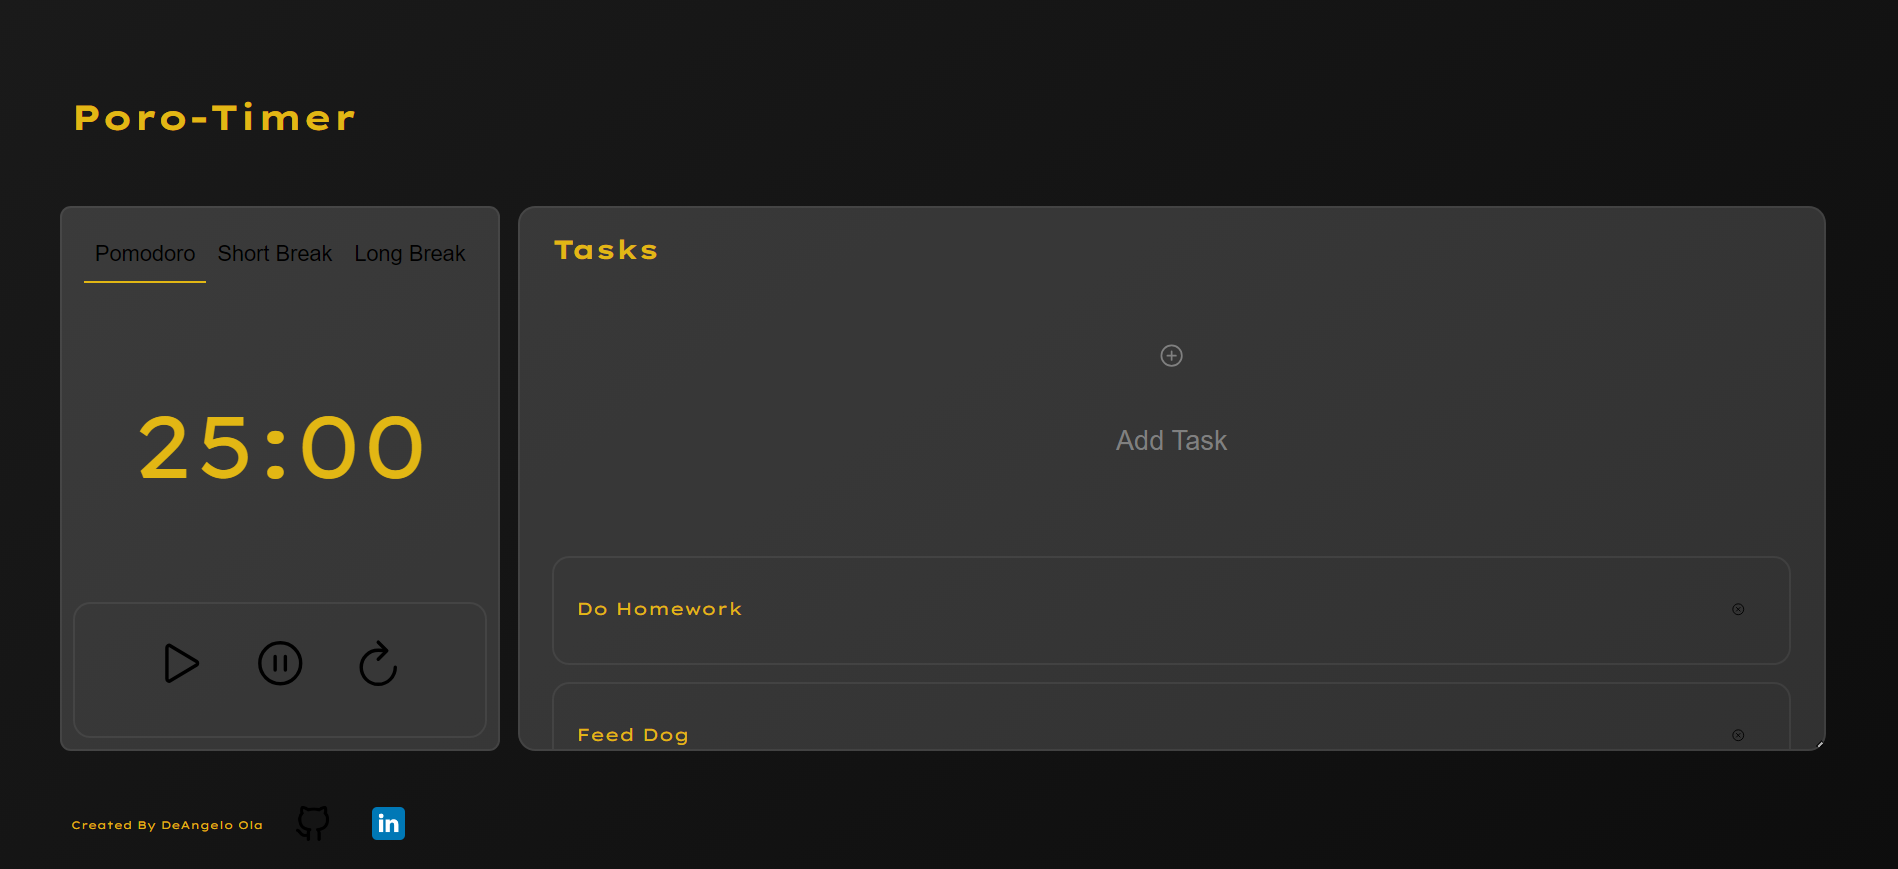 Poro-Timer
Pomodoro Short Break Long Break
25:00
Tasks
Add Task
Do Homework
Feed Dog
Created By DeAngelo Ola
in